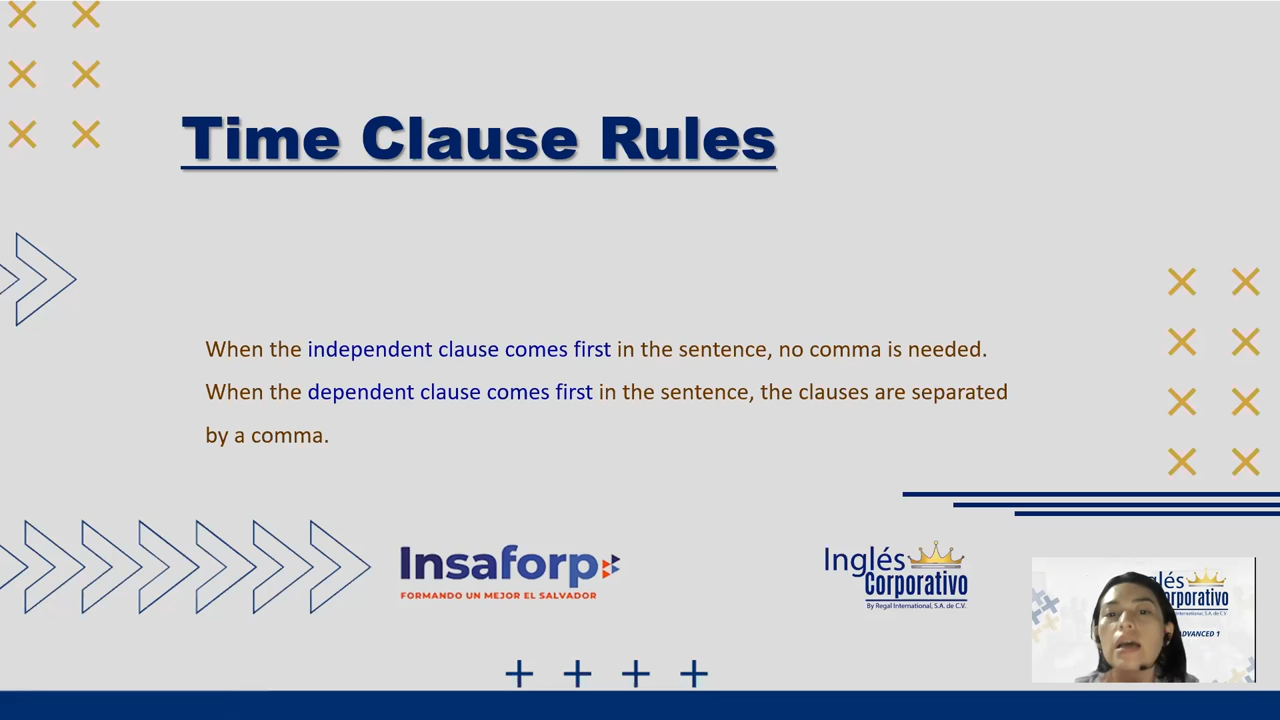 Time Clause Rules
When the independent clause comes first in the sentence, no comma is needed.
When the dependent clause comes first in the sentence, the clauses are separated
by a comma.
Insaforp
FORMANDO UN MEJOR EL SALVADOR
Inglés
Corporativo
By Regal International, S.A. de C.V.
ADVANCED 1